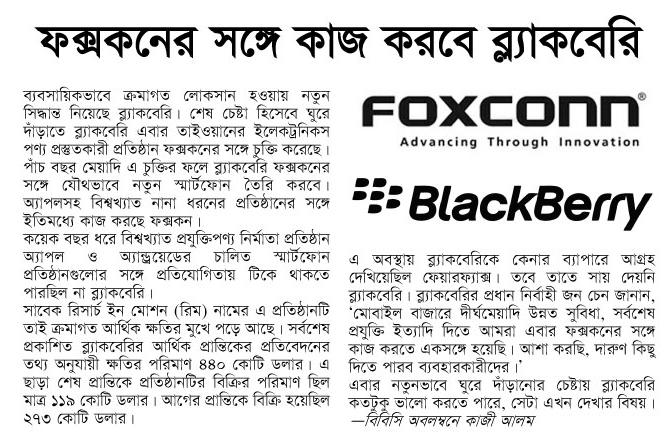 ফক্সকনের সঙ্গে কাজ করবে ব্ল্যাকবেরি
ব্যবসায়িকভাবে ক্রমাগত লোকসান হওয়ায় নতুন
সিদ্ধান্ত নিয়েছে ব্ল্যাকবেরি। শেষ চেষ্টা হিসেবে ঘুরে
দাঁড়াতে ব্ল্যাকবেরি এবার তাইওয়ানের ইলেকট্রনিকস
পণ্য প্রস্তুতকারী প্রতিষ্ঠান ফক্সকনের সঙ্গে চুক্তি করেছে।
পাঁচ বছর মেয়াদি এ চুক্তির ফলে ব্ল্যাকবেরি ফক্সকনের
সঙ্গে যৌথভাবে নতুন স্মার্টফোন তৈরি করবে।
অ্যাপলসহ বিশ্বখ্যাত নানা ধরনের প্রতিষ্ঠানের সঙ্গে
ইতিমধ্যে কাজ করছে ফক্সকন।
কয়েক বছর ধরে বিশ্বখ্যাত প্রযুক্তিপণ্য নির্মাতা প্রতিষ্ঠান
অ্যাপল ও অ্যান্ড্রয়েডের চালিত স্মার্টফোন
প্রতিষ্ঠানগুলোর সঙ্গে প্রতিযোগিতায় টিকে থাকতে
পারছিল না ব্ল্যাকবেরি।
সাবেক রিসার্চ ইন মোশন (রিম) নামের এ প্রতিষ্ঠানটি
তাই ক্রমাগত আর্থিক ক্ষতির মুখে পড়ে আছে। সর্বশেষ
প্রকাশিত ব্ল্যাকবেরির আর্থিক প্রান্তিকের প্রতিবেদনের
তথ্য অনুযায়ী ক্ষতির পরিমাণ ৪৪০ কোটি ডলার। এ
ছাড়া শেষ প্রান্তিকে প্রতিষ্ঠানটির বিক্রির পরিমাণ ছিল
মাত্র ১১৯ কোটি ডলার। আগের প্রান্তিকে বিক্রি হয়েছিল
২৭৩ কোটি ডলার।
FOXCONN®
Advancing Through Innovation
BlackBerry
এ অবস্থায় ব্ল্যাকবেরিকে কেনার ব্যাপারে আগ্রহ
দেখিয়েছিল ফেয়ারফ্যাক্স। তবে তাতে সায় দেয়নি
ব্ল্যাকবেরি। ব্ল্যাকবেরির প্রধান নির্বাহী জন চেন জানান,
‘মোবাইল বাজারে দীর্ঘমেয়াদি উন্নত সুবিধা, সর্বশেষ
প্রযুক্তি ইত্যাদি দিতে আমরা এবার ফক্সকনের সঙ্গে
কাজ করতে একসঙ্গে হয়েছি। আশা করছি, দারুণ কিছু
দিতে পারব ব্যবহারকারীদের।’
এবার নতুনভাবে ঘুরে দাঁড়ানোর চেষ্টায় ব্ল্যাকবেরি
কতটুকু ভালো করতে পারে, সেটা এখন দেখার বিষয়।
—বিবিসি অবলম্বনে কাজী আলম